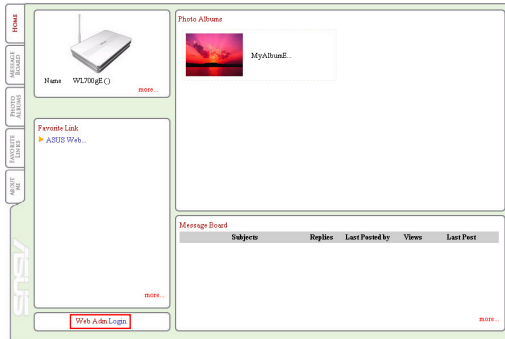 HOME
MESSAGE
BOARD
PHOTO
ALBUMS
FAVORITE
LINKS
ABOUT
ME
/SUS
Name WL700gE ()
more...
Favorite Link
ASUS Web...
more...
Web Adm Login
Photo Albums
MyAlbumE...
Message Board
Subjects Replies Last Posted by Views Last Post
more...